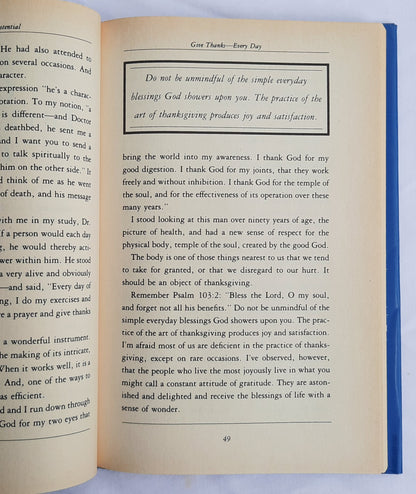 otential
He had also attended to
on several occasions. And
aracter.
expression "he's a charac-
otation. To my notion, "a
is different—and Doctor
s deathbed, he sent me a
and I want you to send a
to talk spiritually to the
him on the other side." It
d think of me as he went
of death, and his message
with me in my study, Dr.
f a person would each day
g, he would thereby acti-
ower within him. He stood
a very alive and obviously
—and said, "Every day of
ng, I do my exercises and
r a prayer and give thanks
a wonderful instrument.
the making of its intricate,
When it works well, it is a
And, one of the ways to
as efficient.
d and I run down through
God for my two eyes that
Give Thanks—Every Day
Do not be unmindful of the simple everyday
blessings God showers upon you. The practice of the
art of thanksgiving produces joy and satisfaction.
bring the world into my awareness. I thank God for my
good digestion. I thank God for my joints, that they work
freely and without inhibition. I thank God for the temple
of the soul, and for the effectiveness of its operation over these
many years."
I stood looking at this man over ninety years of age, the
picture of health, and had a new sense of respect for the
physical body, temple of the soul, created by the good God.
The body is one of those things nearest to us that we tend
to take for granted, or that we disregard to our hurt. It
should be an object of thanksgiving.
Remember Psalm 103:2: "Bless the Lord, O my soul,
and forget not all his benefits." Do not be unmindful of the
simple everyday blessings God showers upon you. The prac-
tice of the art of thanksgiving produces joy and satisfaction.
I'm afraid most of us are deficient in the practice of thanks-
giving, except on rare occasions. I've observed, however,
that the people who live the most joyously live in what you
might call a constant attitude of gratitude. They are aston-
ished and delighted and receive the blessings of life with a
sense of wonder.
49